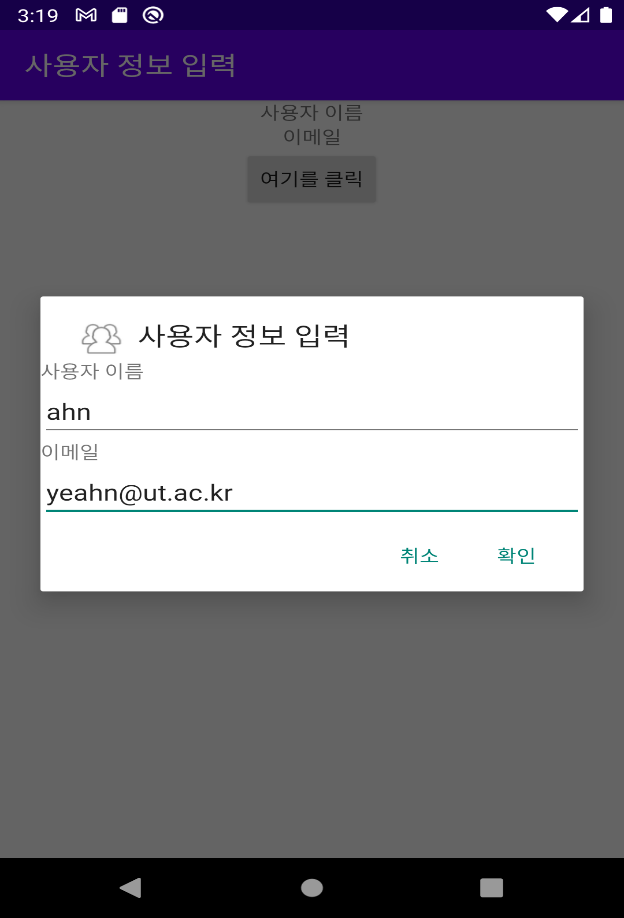 3:19
사용자 정보 입력
사용자 이름
이메일
여기를 클릭
사용자 정보 입력
사용자 이름
ahn
이메일
yeahn@ut.ac.kr
취소 확인